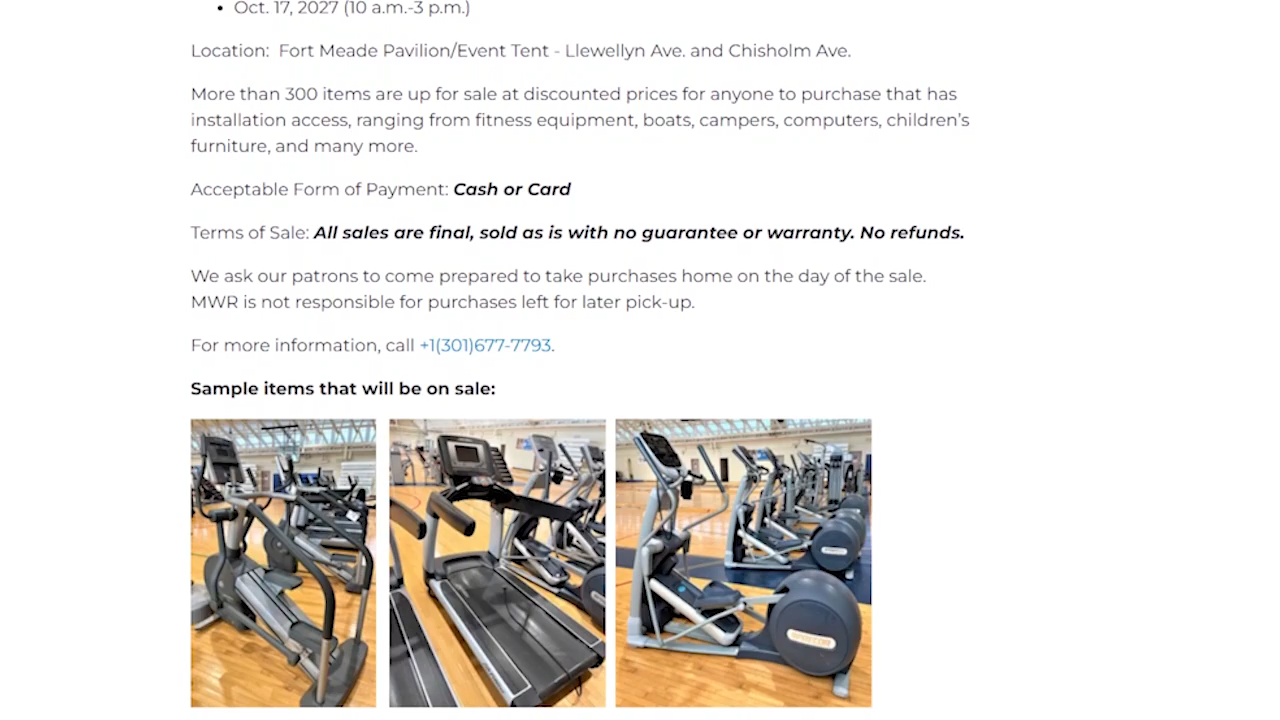 • Oct. 17, 2027 (10 a.m.-3 p.m.)
Location: Fort Meade Pavilion/Event Tent - Llewellyn Ave. and Chisholm Ave.
More than 300 items are up for sale at discounted prices for anyone to purchase that has
installation access, ranging from fitness equipment, boats, campers, computers, children's
furniture, and many more.
Acceptable Form of Payment: Cash or Card
Terms of Sale: All sales are final, sold as is with no guarantee or warranty. No refunds.
We ask our patrons to come prepared to take purchases home on the day of the sale.
MWR is not responsible for purchases left for later pick-up.
For more information, call +1(301)677-7793.
Sample items that will be on sale: